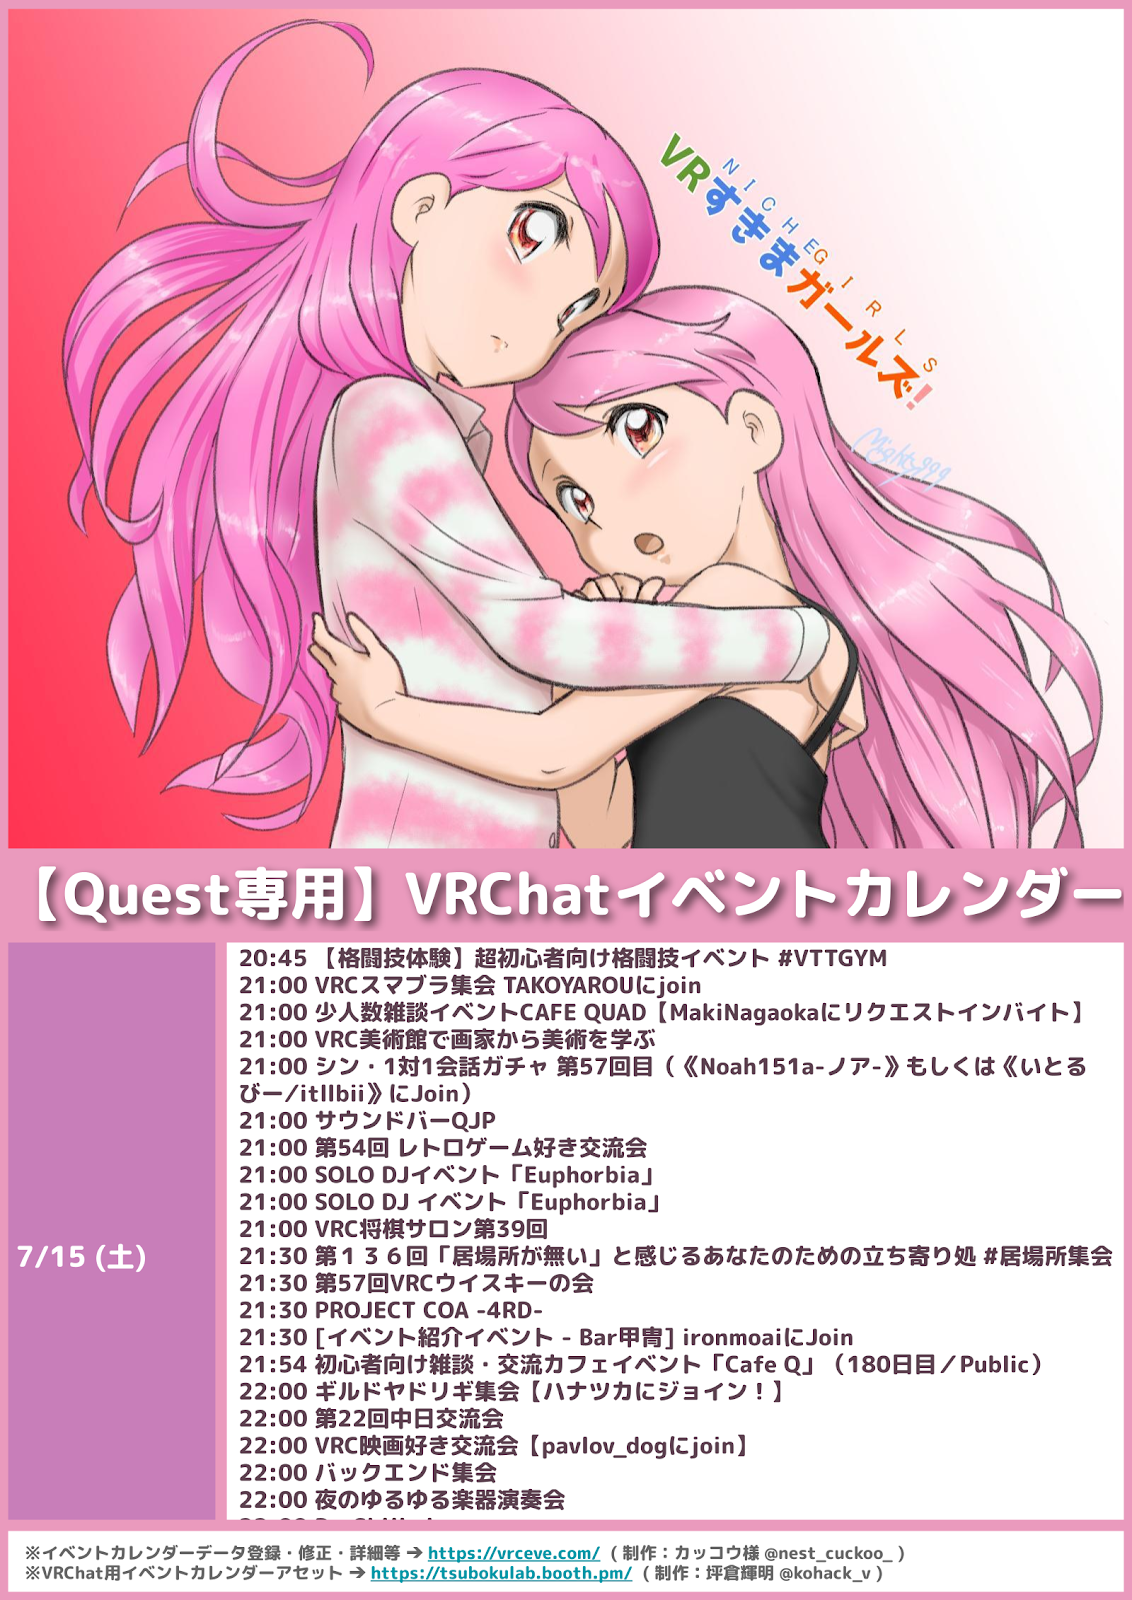 NICHE GIRLS
VRすきまガールズ!
Mighty999
【Quest専用】VRChatイベントカレンダー
7/15 (土)
20:45 【格闘技体験】超初心者向け格闘技イベント #VTTGYM
21:00 VRCスマブラ集会 TAKOYAROUにjoin
21:00 少人数雑談イベントCAFE QUAD【MakiNagaokaにリクエストインバイト】
21:00 VRC美術館で画家から美術を学ぶ
21:00 シン・1対1会話ガチャ 第57回目（《Noah151a-ノア-》もしくは《いとる
びー/itllbii》にJoin）
21:00 サウンドバーQJP
21:00 第54回 レトロゲーム好き交流会
21:00 SOLO DJイベント「Euphorbia」
21:00 SOLO DJ イベント「Euphorbia」
21:00 VRC将棋サロン第39回
21:30 第１３６回「居場所が無い」と感じるあなたのための立ち寄り処 #居場所集会
21:30 第57回VRCウイスキーの会
21:30 PROJECT COA -4RD-
21:30 [イベント紹介イベント - Bar甲冑] ironmoaiにJoin
21:54 初心者向け雑談・交流カフェイベント「Cafe Q」（180日目／Public）
22:00 ギルドヤドリギ集会【ハナツカにジョイン！】
22:00 第22回中日交流会
22:00 VRC映画好き交流会【pavlov_dogにjoin】
22:00 バックエンド集会
22:00 夜のゆるゆる楽器演奏会
※イベントカレンダーデータ登録・修正・詳細等 ➔ https://vrceve.com/ （制作：カッコウ様 @nest_cuckoo_ ）
※VRChat用イベントカレンダーアセット ➔ https://tsubokulab.booth.pm/ （制作：坪倉輝明 @kohack_v ）